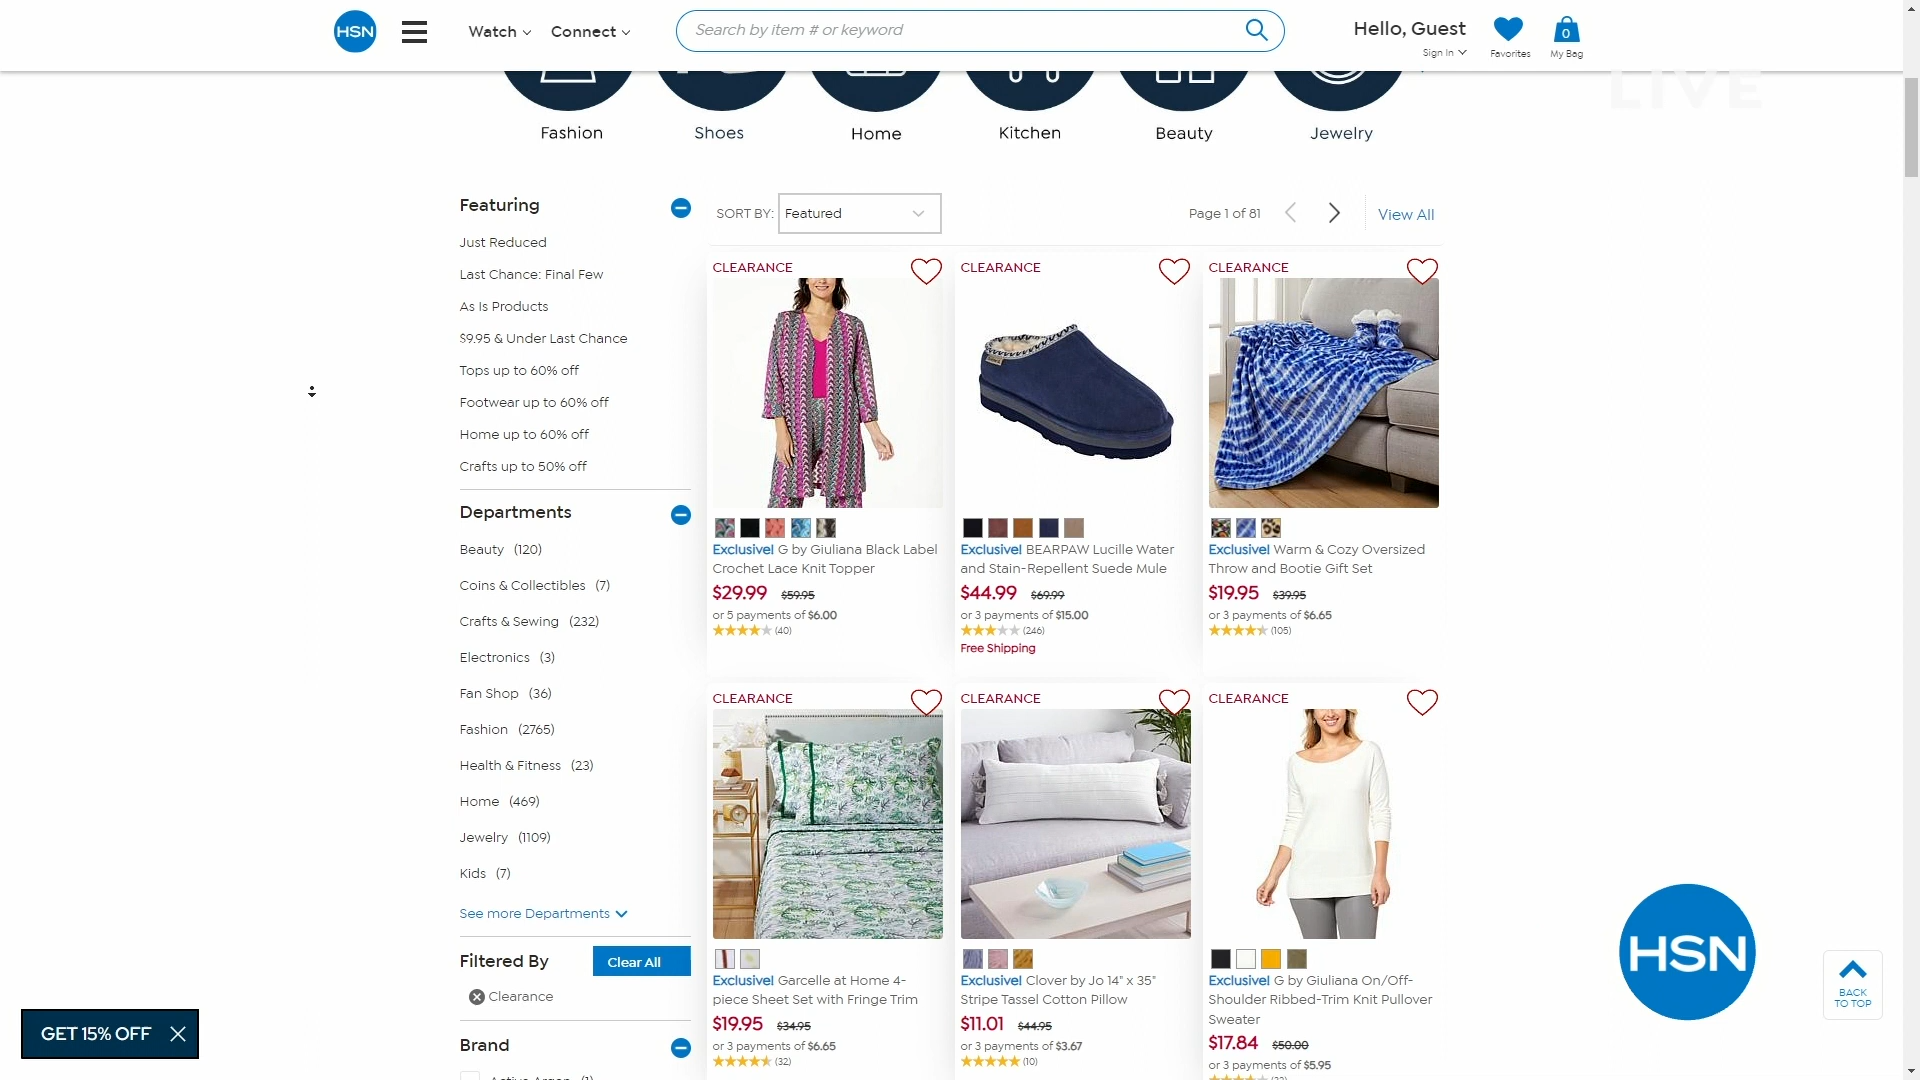 HSN
Watch
Connect
Search by item # or keyword
Hello, Guest
Sign In
Favorites
0
My Bag
LIVE
Fashion
Shoes
Home
Kitchen
Beauty
Jewelry
Featuring
Just Reduced
Last Chance: Final Few
As Is Products
$9.95 & Under Last Chance
Tops up to 60% off
Footwear up to 60% off
Home up to 60% off
Crafts up to 50% off
Departments
Beauty (120)
Coins & Collectibles (7)
Crafts & Sewing (232)
Electronics (3)
Fan Shop (36)
Fashion (2765)
Health & Fitness (23)
Home (469)
Jewelry (1109)
Kids (7)
See more Departments
Filtered By
Clear All
Clearance
Brand
SORT BY: Featured
Page 1 of 81
View All
CLEARANCE
Exclusive! G by Giuliana Black Label
Crochet Lace Knit Topper
$29.99 $59.95
or 5 payments of $6.00
(40)
CLEARANCE
Exclusive! BEARPAW Lucille Water
and Stain-Repellent Suede Mule
$44.99 $69.99
or 3 payments of $15.00
(246)
Free Shipping
CLEARANCE
Exclusive! Warm & Cozy Oversized
Throw and Bootie Gift Set
$19.95 $39.95
or 3 payments of $6.65
(105)
CLEARANCE
Exclusive! Garcelle at Home 4-
piece Sheet Set with Fringe Trim
$19.95 $34.95
or 3 payments of $6.65
(32)
CLEARANCE
Exclusive! Clover by Jo 14" x 35"
Stripe Tassel Cotton Pillow
$11.01 $44.95
or 3 payments of $3.67
(10)
CLEARANCE
Exclusive! G by Giuliana On/Off-
Shoulder Ribbed-Trim Knit Pullover
Sweater
$17.84 $50.00
or 3 payments of $5.95
HSN
BACK
TO TOP
GET 15% OFF